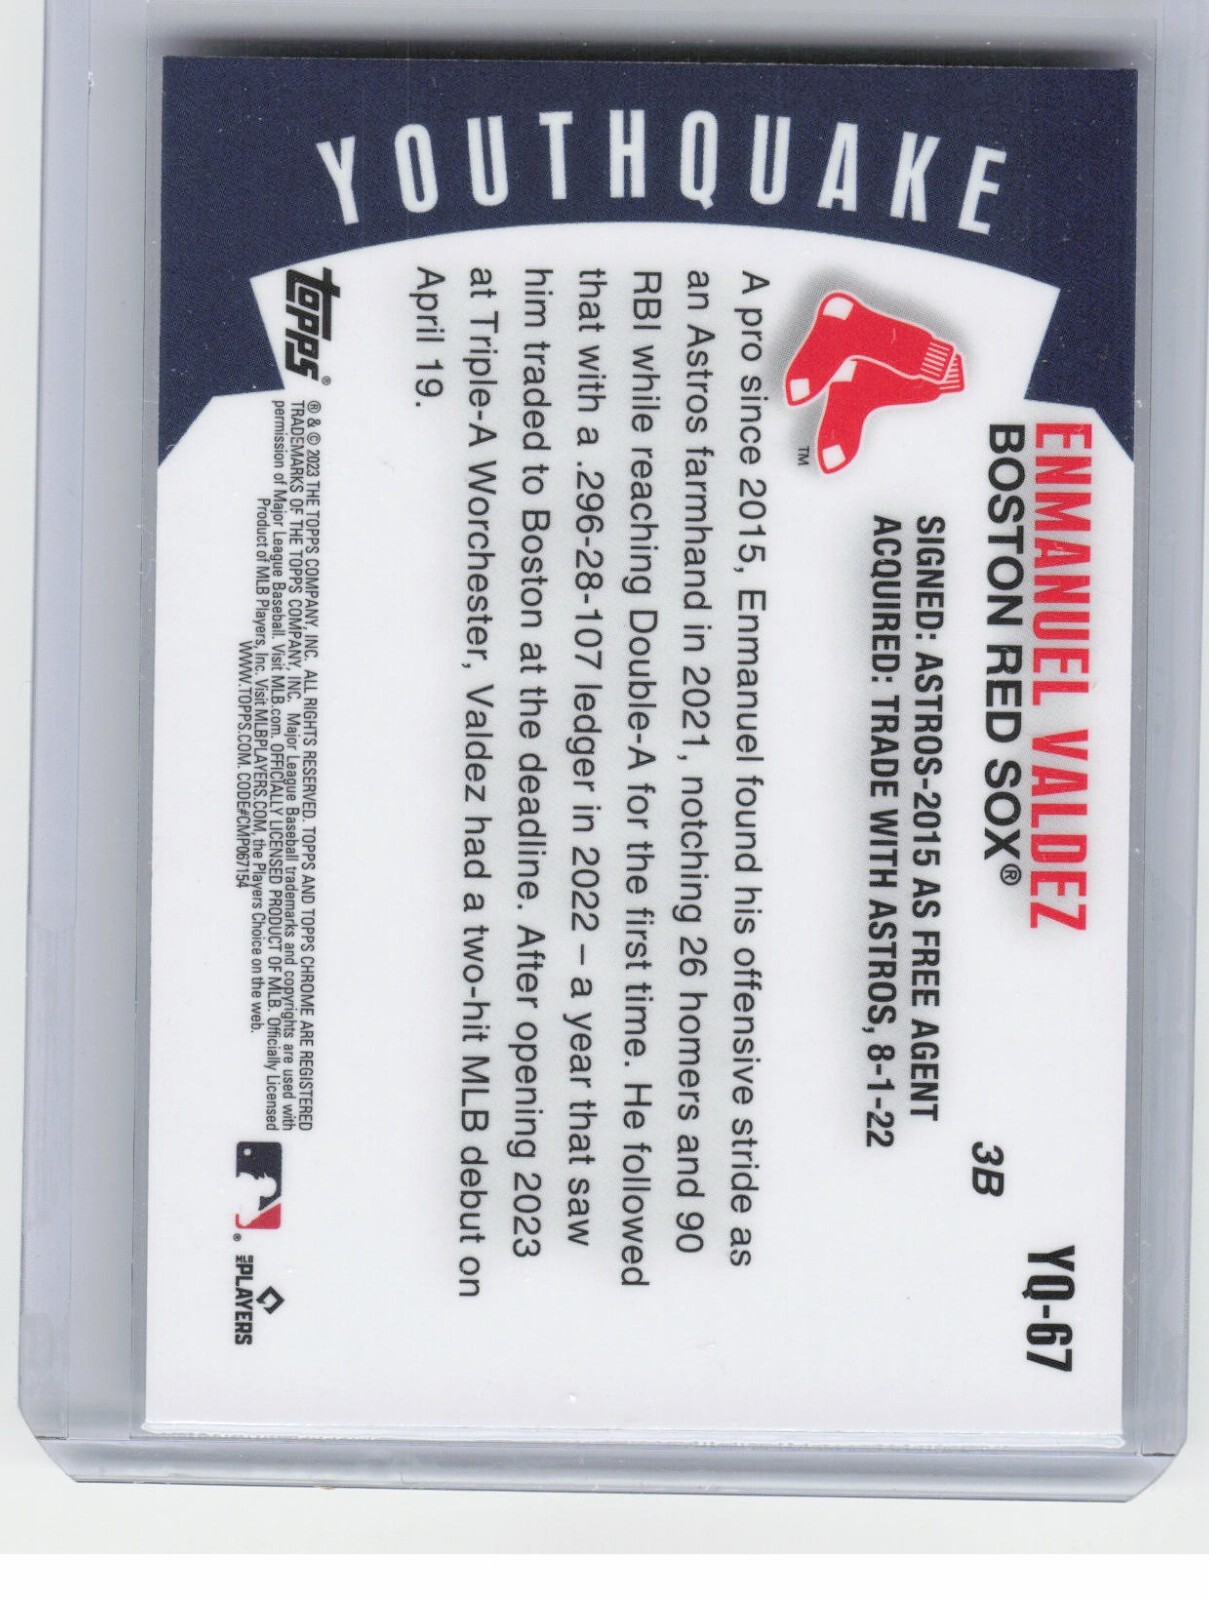 YOUTHQUAKE
ENMANUEL VALDEZ
BOSTON RED SOX®
3B
YQ-67
TM
SIGNED: ASTROS-2015 AS FREE AGENT
ACQUIRED: TRADE WITH ASTROS, 8-1-22
A pro since 2015, Enmanuel found his offensive stride as
an Astros farmhand in 2021, notching 26 homers and 90
RBI while reaching Double-A for the first time. He followed
that with a .296-28-107 ledger in 2022 – a year that saw
him traded to Boston at the deadline. After opening 2023
at Triple-A Worchester, Valdez had a two-hit MLB debut on
April 19.
topps®
® & © 2023 THE TOPPS COMPANY, INC. ALL RIGHTS RESERVED. TOPPS AND TOPPS CHROME ARE REGISTERED
TRADEMARKS OF THE TOPPS COMPANY, INC. Major League Baseball trademarks and copyrights are used with
permission of Major League Baseball. Visit MLB.com. OFFICIALLY LICENSED PRODUCT OF MLB. Officially Licensed
Product of MLB Players, Inc. Visit MLBPLAYERS.COM, the Players Choice on the web.
WWW.TOPPS.COM. CODE#CMP067154
®
MLB PLAYERS